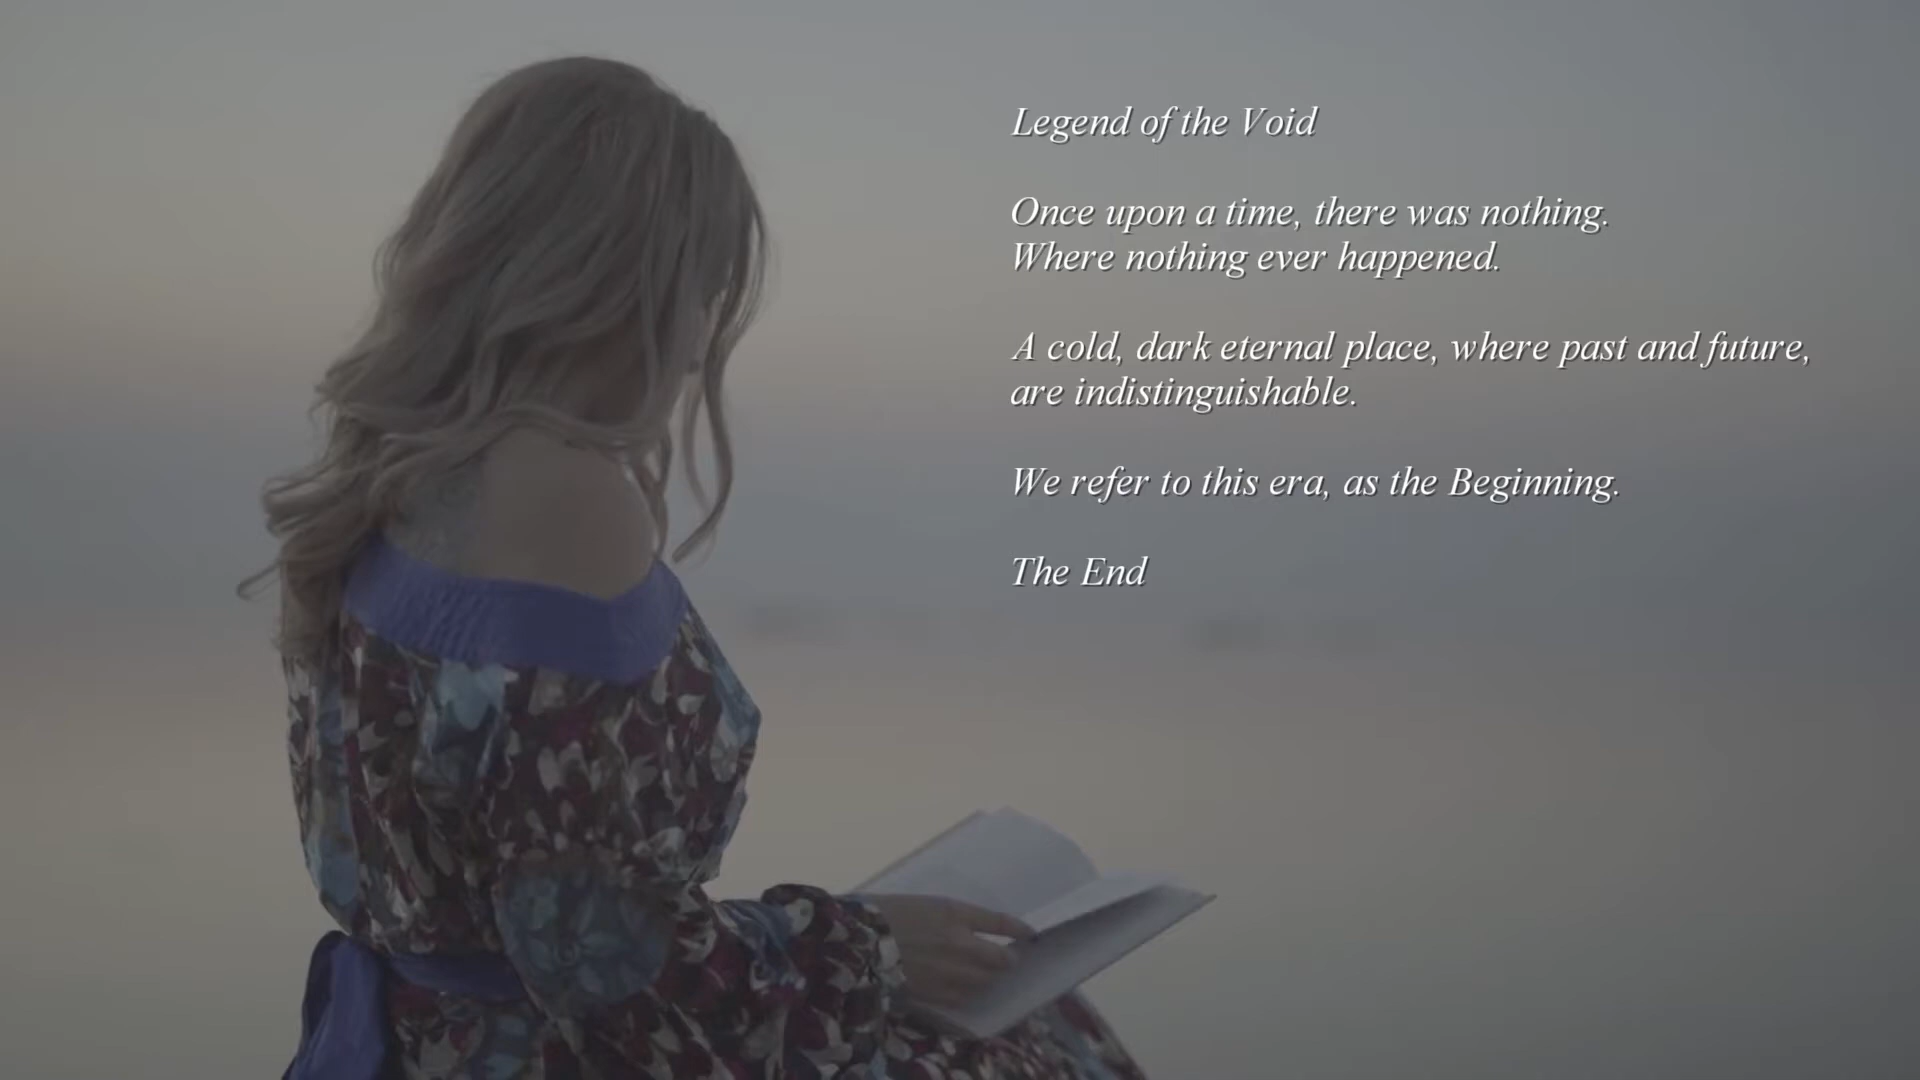 Legend of the Void
Once upon a time, there was nothing.
Where nothing ever happened.
A cold, dark eternal place, where past and future,
are indistinguishable.
We refer to this era, as the Beginning.
The End